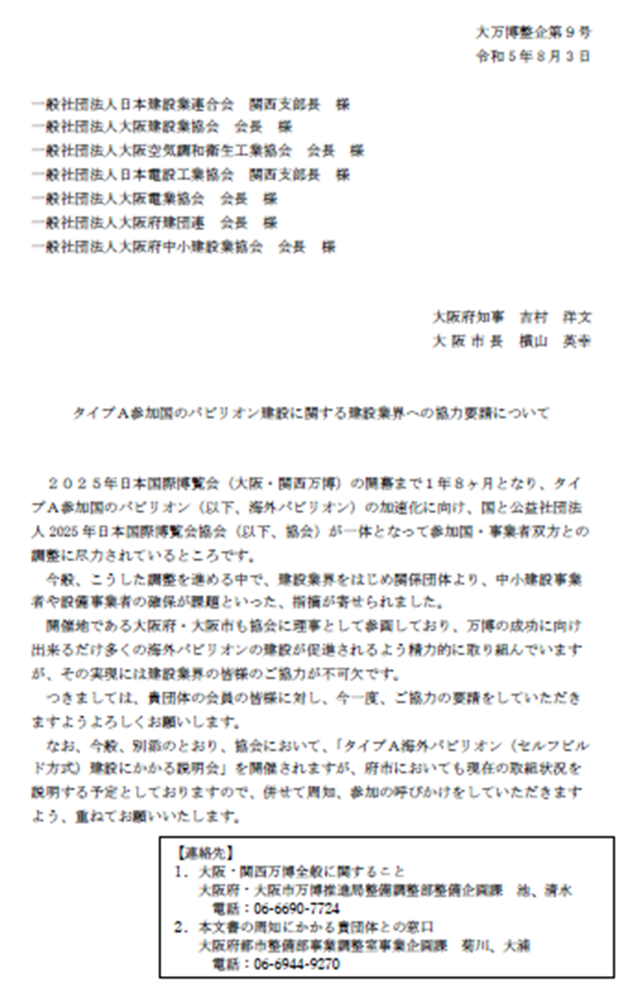 大万博整企第９号
令和５年８月３日
一般社団法人日本建設業連合会　関西支部長　様
一般社団法人大阪建設業協会　会長　様
一般社団法人大阪空気調和衛生工業協会　会長　様
一般社団法人日本電設工業協会　関西支部長　様
一般社団法人大阪電業協会　会長　様
一般社団法人大阪府建団連　会長　様
一般社団法人大阪府中小建設業協会　会長　様
大阪府知事　吉村　洋文
大 阪 市 長　横山　英幸
タイプＡ参加国のパビリオン建設に関する建設業界への協力要請について
２０２５年日本国際博覧会（大阪・関西万博）の開幕まで１年８ヶ月となり、タイ
プＡ参加国のパビリオン（以下、海外パビリオン）の加速化に向け、国と公益社団法
人 2025 年日本国際博覧会協会（以下、協会）が一体となって参加国・事業者双方との
調整に尽力されているところです。
今般、こうした調整を進める中で、建設業界をはじめ関係団体より、中小建設事業
者や設備事業者の確保が課題といった、指摘が寄せられました。
開催地である大阪府・大阪市も協会に理事として参画しており、万博の成功に向け
出来るだけ多くの海外パビリオンの建設が促進されるよう精力的に取り組んでいます
が、その実現には建設業界の皆様のご協力が不可欠です。
つきましては、貴団体の会員の皆様に対し、今一度、ご協力の要請をしていただき
ますようよろしくお願いします。
なお、今般、別添のとおり、協会において、「タイプＡ海外パビリオン（セルフビル
ド方式）建設にかかる説明会」を開催されますが、府市においても現在の取組状況を
説明する予定としておりますので、併せて周知、参加の呼びかけをしていただきます
よう、重ねてお願いいたします。
【連絡先】
1．大阪・関西万博全般に関すること
大阪府・大阪市万博推進局整備調整部整備企画課　池、清水
電話：06-6690-7724
2．本文書の周知にかかる貴団体との窓口
大阪府都市整備部事業調整室事業企画課　菊川、大浦
電話：06-6944-9270